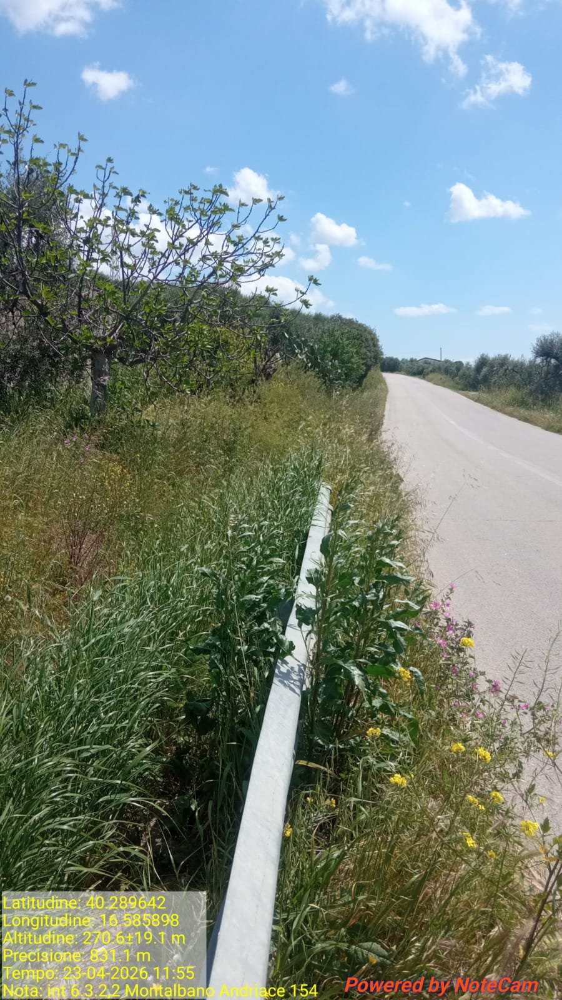 Latitudine: 40.289642
Longitudine: 16.585898
Altitudine: 270.6±19.1 m
Precisione: 831.1 m
Tempo: 23-04-2026 11:55
Nota: int 6.3.2,2 Montalbano Andriace 154
Powered by NoteCam